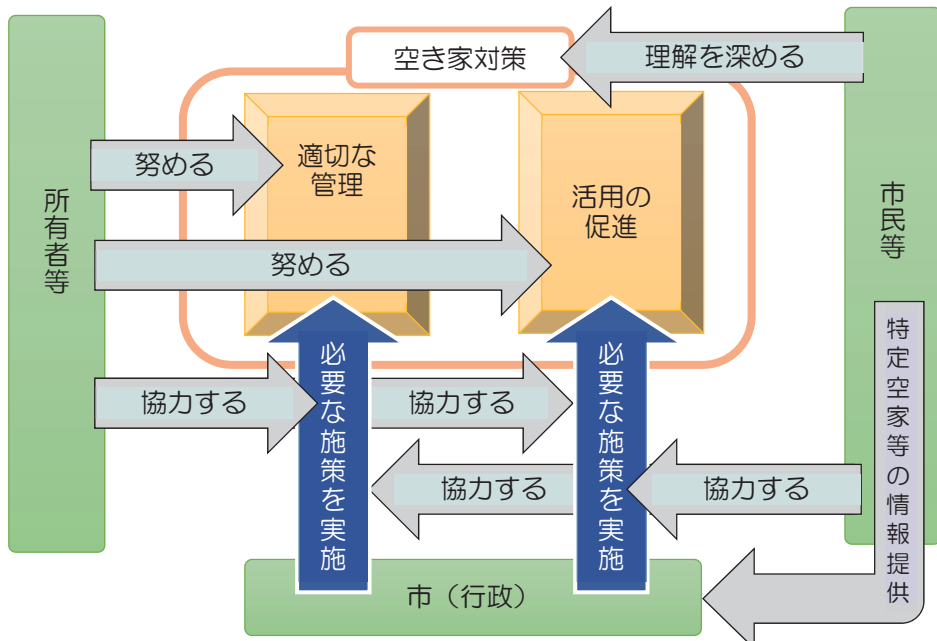 空き家対策
理解を深める
所有者等
努める
適切な
管理
活用の
促進
市民等
努める
協力する
必要な施策を実施
協力する
必要な施策を実施
特定空家等の情報提供
協力する
協力する
市（行政）